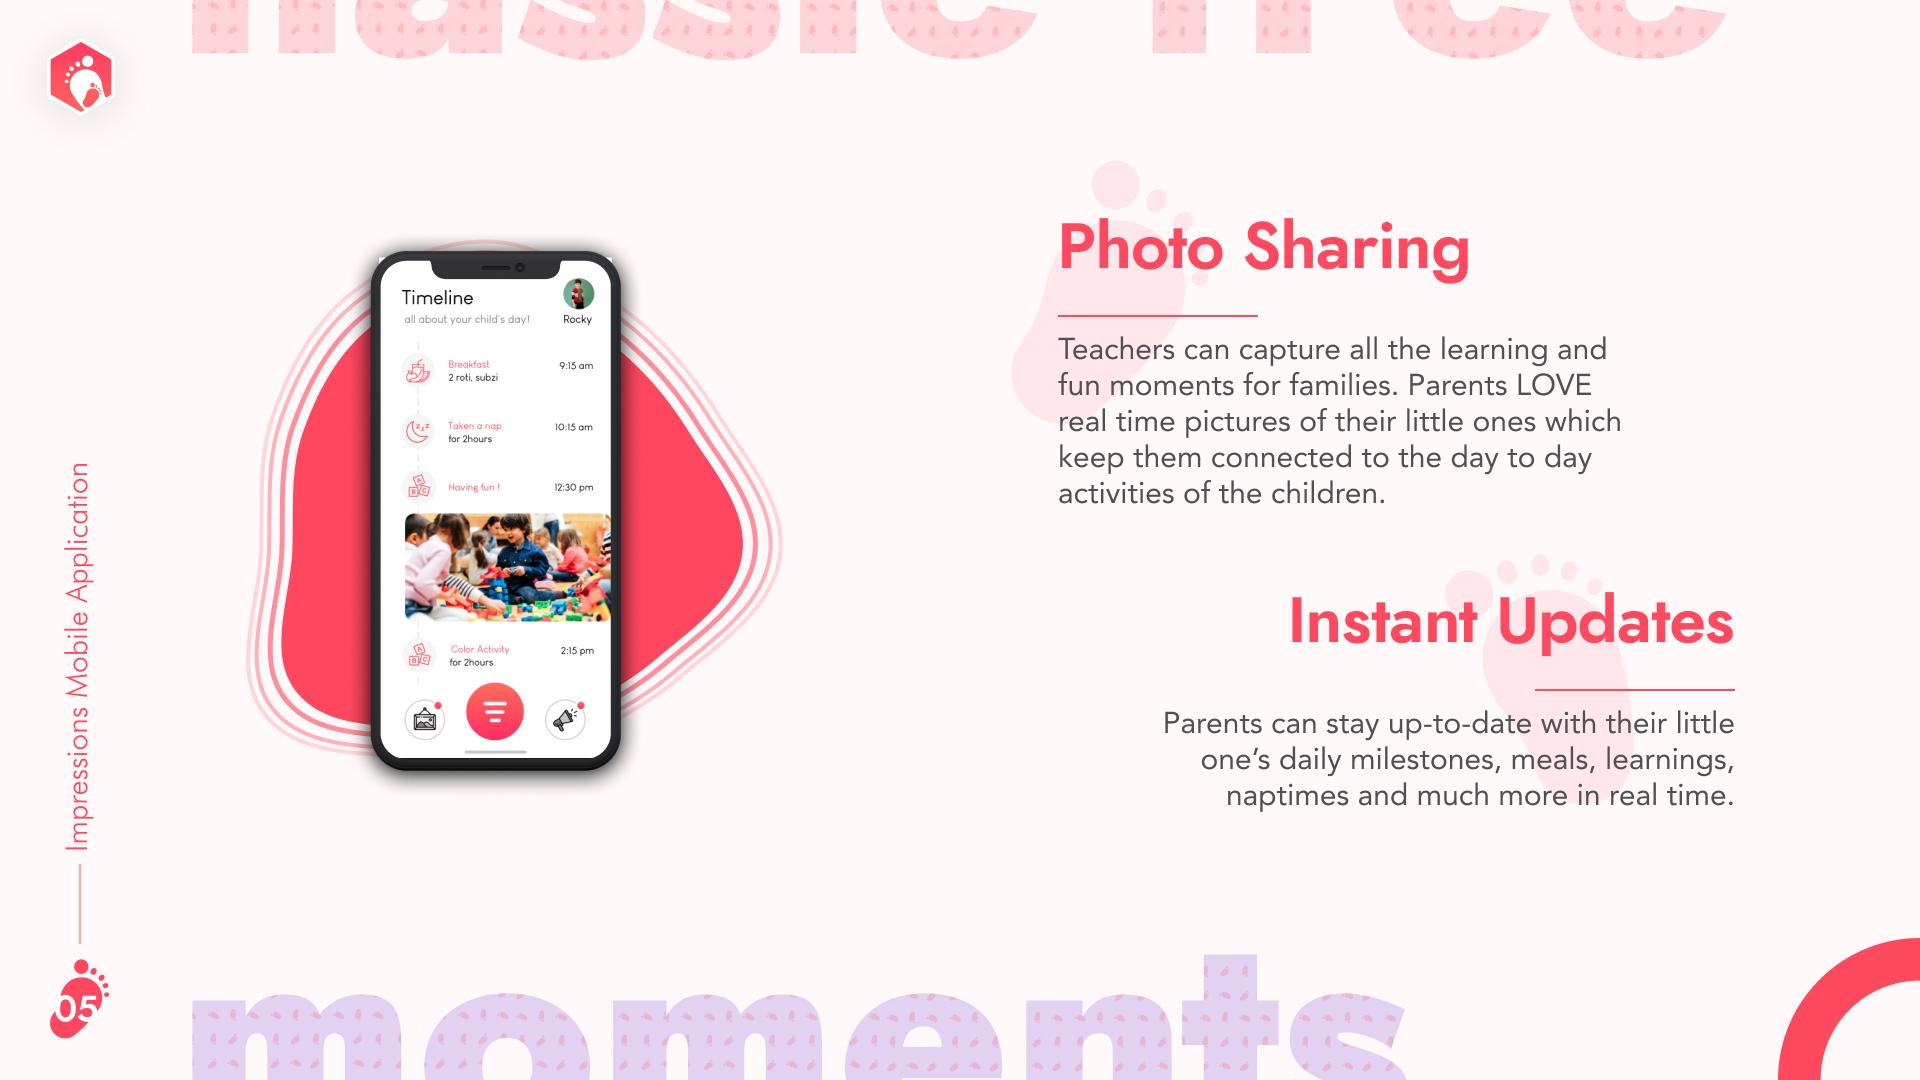 hassle free
Photo Sharing
Teachers can capture all the learning and
fun moments for families. Parents LOVE
real time pictures of their little ones which
keep them connected to the day to day
activities of the children.
Instant Updates
Parents can stay up-to-date with their little
one’s daily milestones, meals, learnings,
naptimes and much more in real time.
Timeline
all about your child's day!
Rocky
Breakfast
2 roti, subzi
9:15 am
Taken a nap
for 2hours
10:15 am
Having fun !
12:30 pm
Color Activity
for 2hours
2:15 pm
Impressions Mobile Application
05
moments